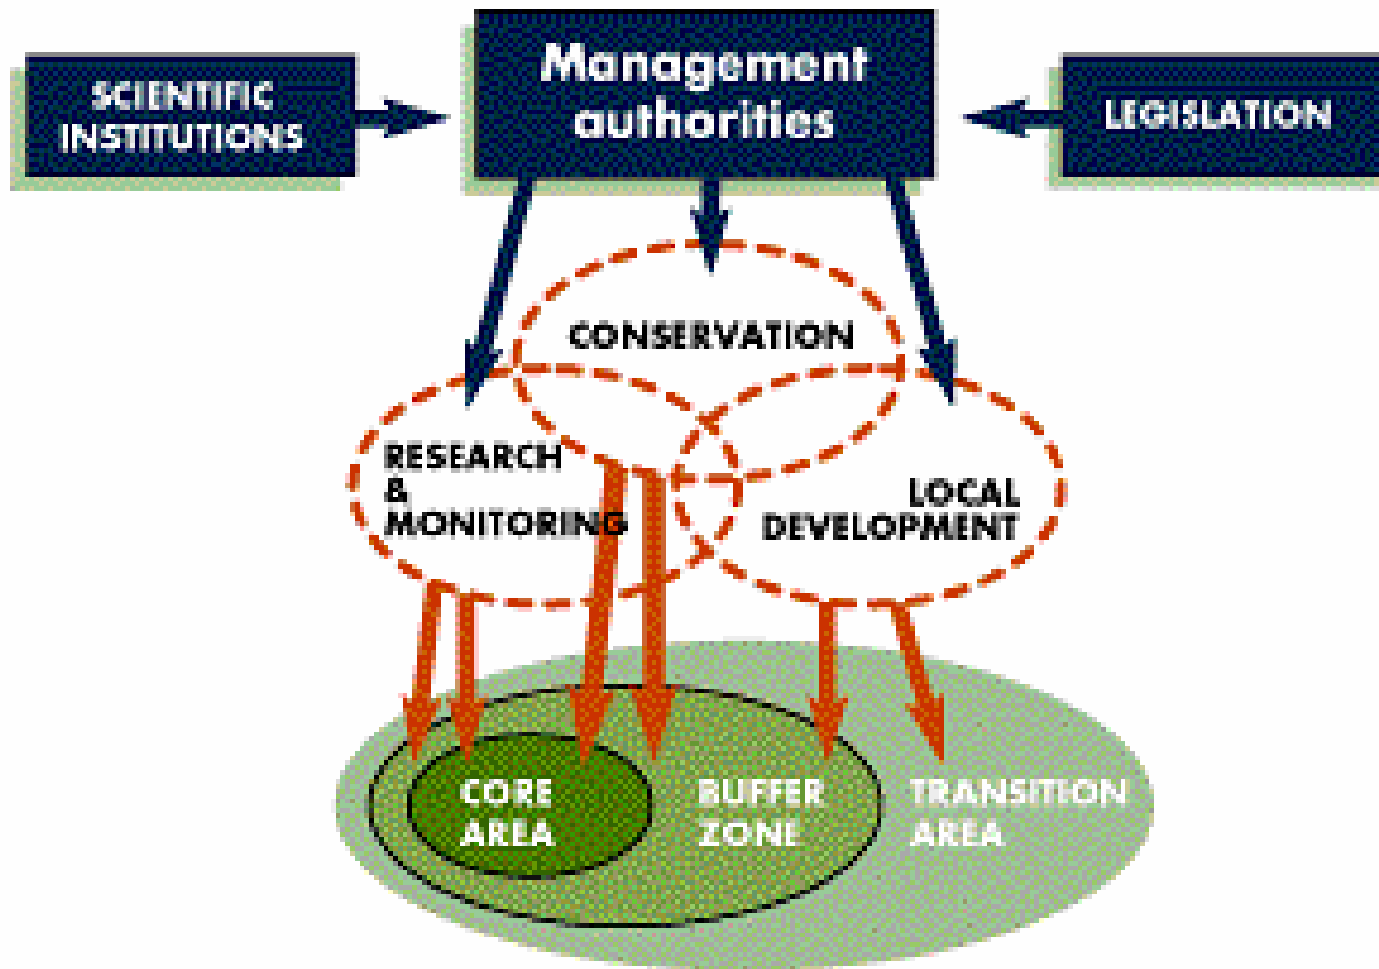 SCIENTIFIC
INSTITUTIONS
Management
authorities
LEGISLATION
CONSERVATION
RESEARCH
&
MONITORING
LOCAL
DEVELOPMENT
CORE
AREA
BUFFER
ZONE
TRANSITION
AREA